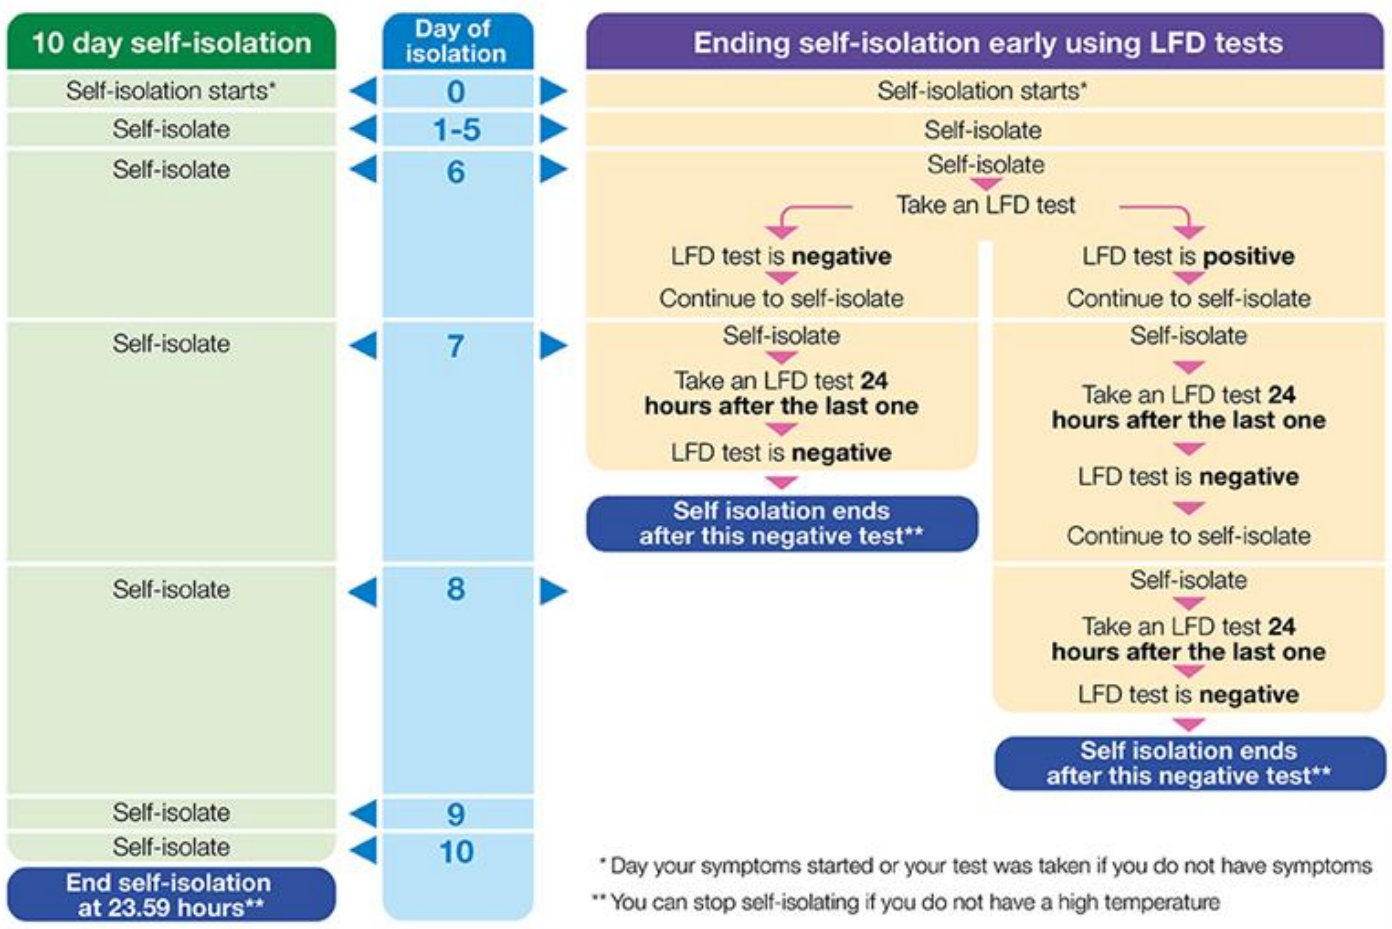 10 day self-isolation
Self-isolation starts*
Self-isolate
Self-isolate
Self-isolate
Self-isolate
Self-isolate
Self-isolate
End self-isolation
at 23.59 hours**
Day of
isolation
0
1-5
6
7
8
9
10
Ending self-isolation early using LFD tests
Self-isolation starts*
Self-isolate
Self-isolate
Take an LFD test
LFD test is negative
Continue to self-isolate
Self-isolate
Take an LFD test 24
hours after the last one
LFD test is negative
Self isolation ends
after this negative test**
LFD test is positive
Continue to self-isolate
Self-isolate
Take an LFD test 24
hours after the last one
LFD test is negative
Continue to self-isolate
Self-isolate
Take an LFD test 24
hours after the last one
LFD test is negative
Self isolation ends
after this negative test**
* Day your symptoms started or your test was taken if you do not have symptoms
** You can stop self-isolating if you do not have a high temperature